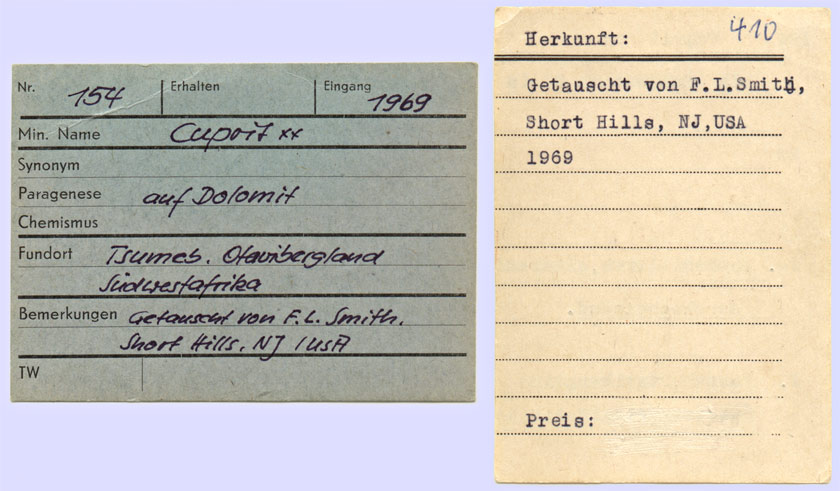 Nr. 154 Erhalten Eingang 1969
Min. Name Cuprit xx
Synonym
Paragenese auf Dolomit
Chemismus
Fundort Tsumeb. Otavibergland
Südwestafrika
Bemerkungen Getauscht von F.L. Smith.
Short Hills, NJ / USA
TW
410
Herkunft:
Getauscht von F.L.Smith,
Short Hills, NJ,USA
1969
Preis: